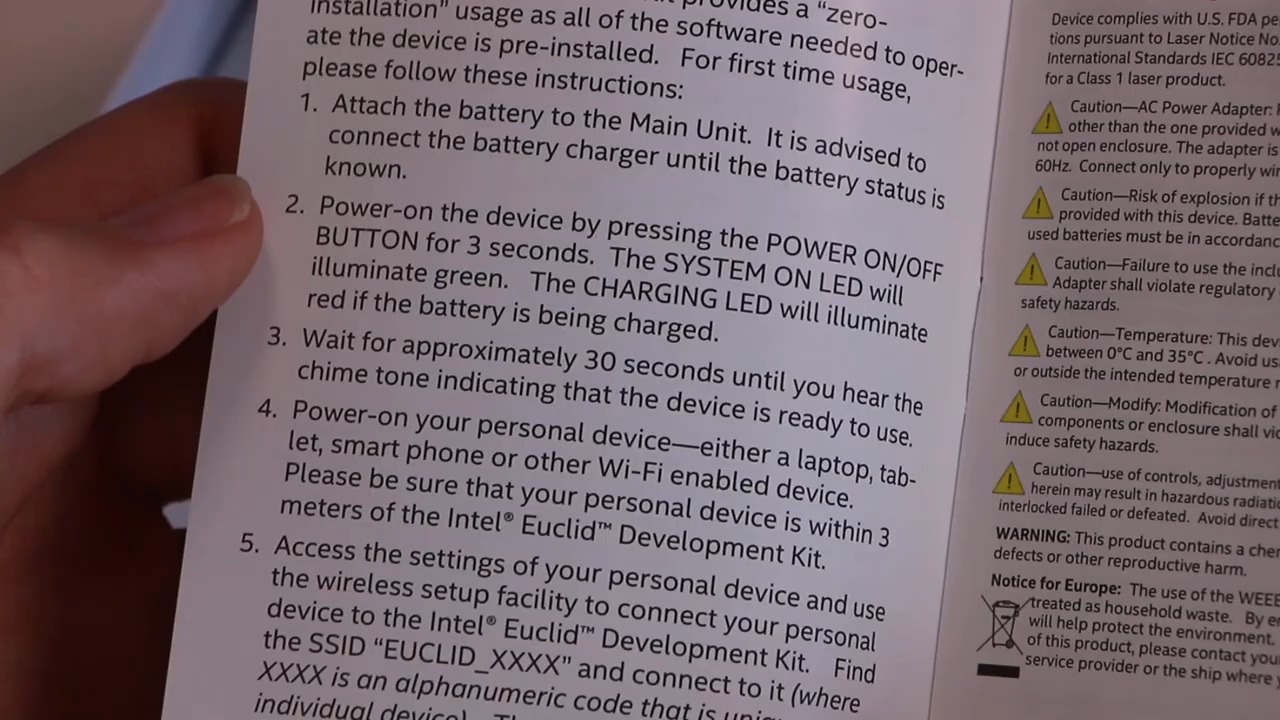 provides a “zero-
installation” usage as all of the software needed to oper-
ate the device is pre-installed. For first time usage,
please follow these instructions:
1. Attach the battery to the Main Unit. It is advised to
connect the battery charger until the battery status is
known.
2. Power-on the device by pressing the POWER ON/OFF
BUTTON for 3 seconds. The SYSTEM ON LED will
illuminate green. The CHARGING LED will illuminate
red if the battery is being charged.
3. Wait for approximately 30 seconds until you hear the
chime tone indicating that the device is ready to use.
4. Power-on your personal device—either a laptop, tab-
let, smart phone or other Wi-Fi enabled device.
Please be sure that your personal device is within 3
meters of the Intel® Euclid™ Development Kit.
5. Access the settings of your personal device and use
the wireless setup facility to connect your personal
device to the Intel® Euclid™ Development Kit. Find
the SSID “EUCLID_XXXX” and connect to it (where
XXXX is an alphanumeric code that is
individual device).
Device complies with U.S. FDA
tions pursuant to Laser Notice No
International Standards IEC 6082
for a Class 1 laser product.
Caution—AC Power Adapter:
other than the one provided
not open enclosure. The adapter is
60Hz. Connect only to properly
Caution—Risk of explosion if
provided with this device.
used batteries must be in
Caution—Failure to use the
Adapter shall violate regulatory
safety hazards.
Caution—Temperature: This
between 0°C and 35°C . Avoid
or outside the intended temperature
Caution—Modify: Modification of
components or enclosure shall
induce safety hazards.
Caution—use of controls,
herein may result in hazardous
interlocked failed or defeated. Avoid direct
WARNING: This product contains a
defects or other reproductive harm.
Notice for Europe: The use of the WEEE
treated as household waste. By
will help protect the environment.
of this product, please contact
service provider or the ship where